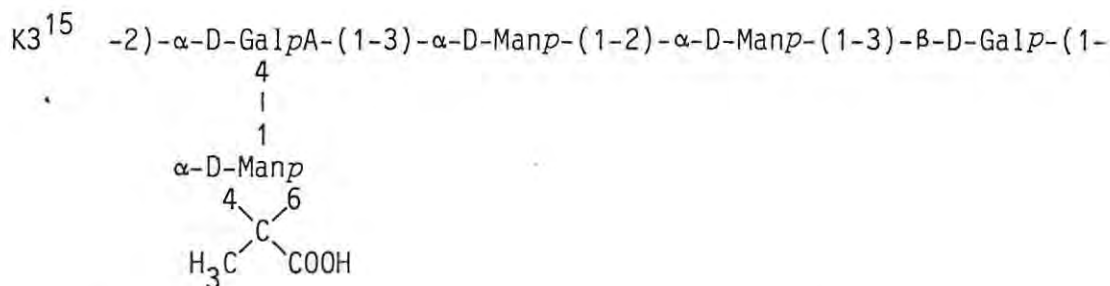 K3¹⁵ -2)-α-D-GalpA-(1-3)-α-D-Manp-(1-2)-α-D-Manp-(1-3)-β-D-Galp-(1-
4
1
α-D-Manp
4 6
C
H₃C COOH